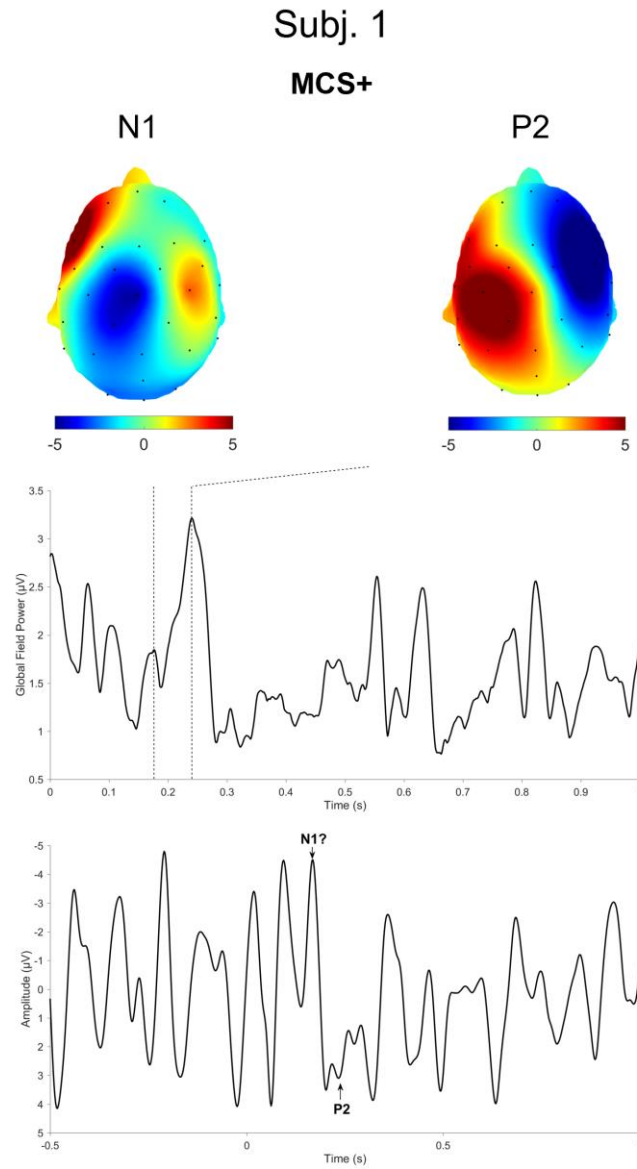 Subj. 1
MCS+
N1 P2
-5 0 5 -5 0 5
3.5
3
2.5
2
1.5
1
0.5
Global Field Power (µV)
0 0.1 0.2 0.3 0.4 0.5 0.6 0.7 0.8 0.9
Time (s)
N1?
-5
-4
-3
-2
-1
0
1
2
3
4
5
Amplitude (µV)
P2
-0.5 0 0.5
Time (s)